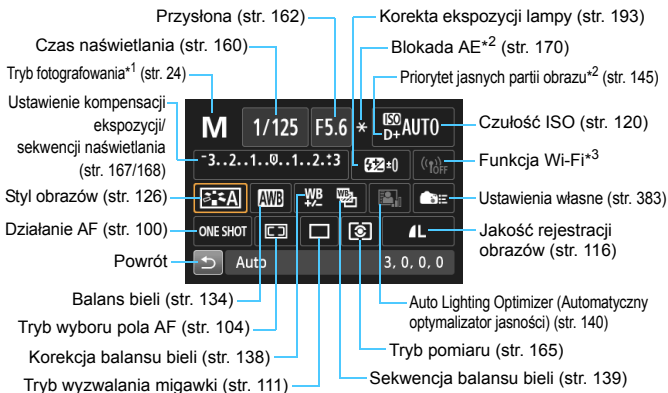 Przysłona (str. 162)
Korekta ekspozycji lampy (str. 193)
Czas naświetlania (str. 160)
Blokada AE*2 (str. 170)
Tryb fotografowania*1 (str. 24)
Priorytet jasnych partii obrazu*2 (str. 145)
Ustawienie kompensacji
ekspozycji/
sekwencji naświetlania
(str. 167/168)
M 1/125 F5.6 * ISO D+ AUTO
Czułość ISO (str. 120)
-3..2..1..0..1..2.:+3 ±0 OFF
Funkcja Wi-Fi*3
Styl obrazów (str. 126)
A AWB WB +/- WB
Ustawienia własne (str. 383)
Działanie AF (str. 100)
ONE SHOT L
Jakość rejestracji
obrazów (str. 116)
Powrót
Auto 3, 0, 0, 0
Balans bieli (str. 134)
Auto Lighting Optimizer (Automatyczny
optymalizator jasności) (str. 140)
Tryb wyboru pola AF (str. 104)
Korekcja balansu bieli (str. 138)
Tryb pomiaru (str. 165)
Tryb wyzwalania migawki (str. 111)
Sekwencja balansu bieli (str. 139)